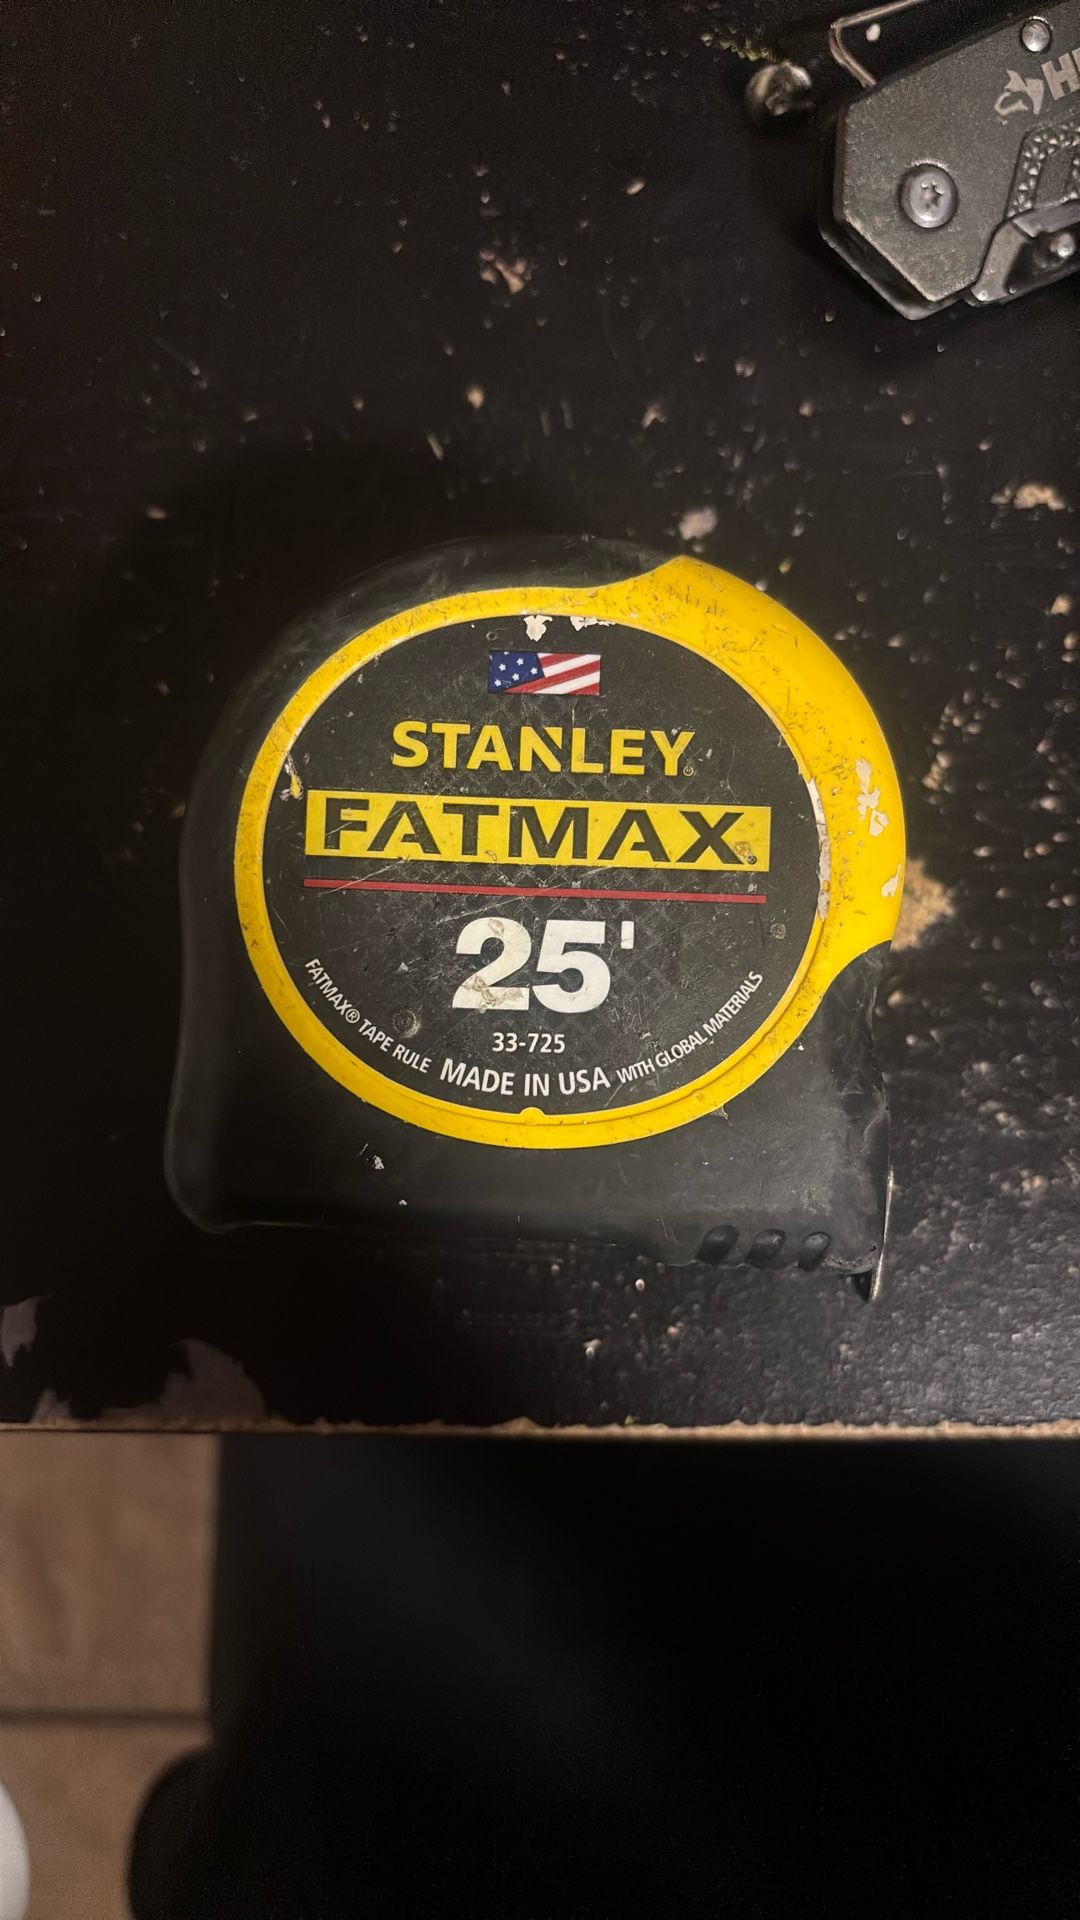 STANLEY®
FATMAX®
25'
33-725
FATMAX® TAPE RULE MADE IN USA WITH GLOBAL MATERIALS